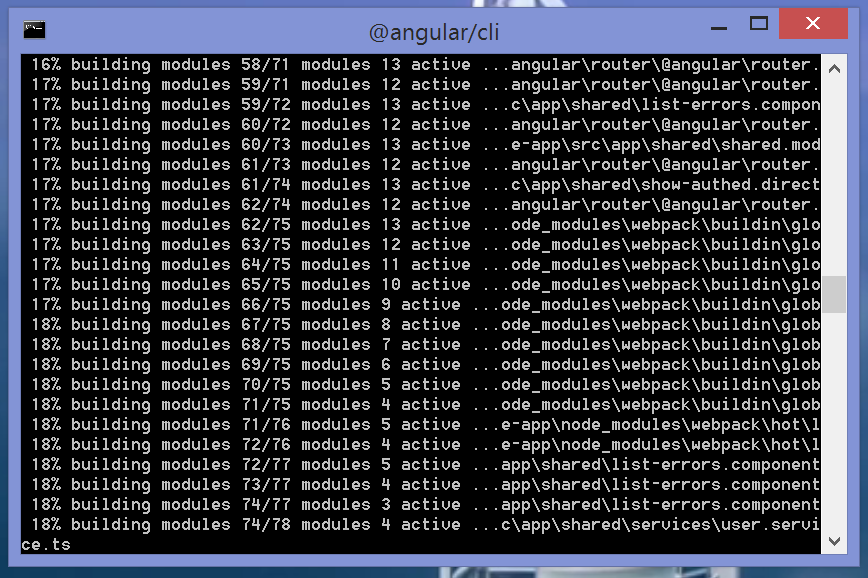 @angular/cli
16% building modules 58/71 modules 13 active ...angular\router\@angular\router.
17% building modules 59/71 modules 12 active ...angular\router\@angular\router.
17% building modules 59/72 modules 13 active ...c\app\shared\list-errors.compon
17% building modules 60/72 modules 12 active ...angular\router\@angular\router.
17% building modules 60/73 modules 13 active ...e-app\src\app\shared\shared.mod
17% building modules 61/73 modules 12 active ...angular\router\@angular\router.
17% building modules 61/74 modules 13 active ...c\app\shared\show-authed.direct
17% building modules 62/74 modules 12 active ...angular\router\@angular\router.
17% building modules 62/75 modules 13 active ...ode_modules\webpack\buildin\glo
17% building modules 63/75 modules 12 active ...ode_modules\webpack\buildin\glo
17% building modules 64/75 modules 11 active ...ode_modules\webpack\buildin\glo
17% building modules 65/75 modules 10 active ...ode_modules\webpack\buildin\glo
17% building modules 66/75 modules 9 active ...ode_modules\webpack\buildin\glob
18% building modules 67/75 modules 8 active ...ode_modules\webpack\buildin\glob
18% building modules 68/75 modules 7 active ...ode_modules\webpack\buildin\glob
18% building modules 69/75 modules 6 active ...ode_modules\webpack\buildin\glob
18% building modules 70/75 modules 5 active ...ode_modules\webpack\buildin\glob
18% building modules 71/75 modules 4 active ...ode_modules\webpack\buildin\glob
18% building modules 71/76 modules 5 active ...e-app\node_modules\webpack\hot\l
18% building modules 72/76 modules 4 active ...e-app\node_modules\webpack\hot\l
18% building modules 72/77 modules 5 active ...app\shared\list-errors.component
18% building modules 73/77 modules 4 active ...app\shared\list-errors.component
18% building modules 74/77 modules 3 active ...app\shared\list-errors.component
18% building modules 74/78 modules 4 active ...c\app\shared\services\user.servi
ce.ts